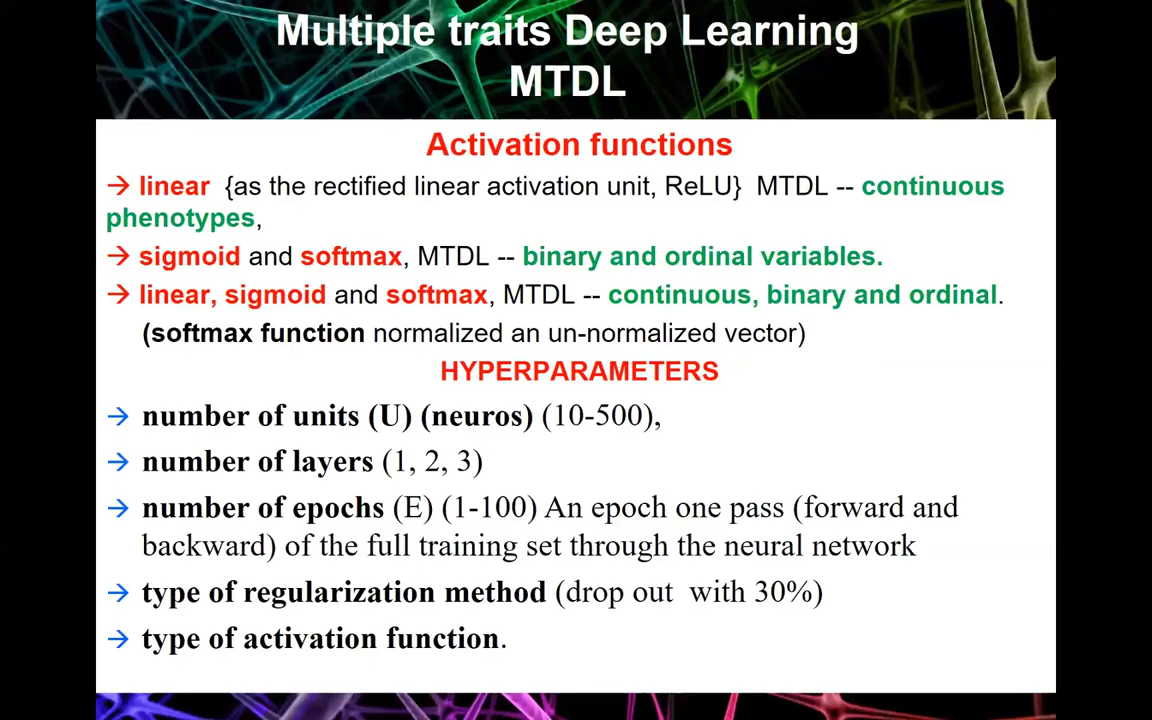 Multiple traits Deep Learning
MTDL
Activation functions
→ linear {as the rectified linear activation unit, ReLU} MTDL -- continuous
phenotypes,
→ sigmoid and softmax, MTDL -- binary and ordinal variables.
→ linear, sigmoid and softmax, MTDL -- continuous, binary and ordinal.
(softmax function normalized an un-normalized vector)
HYPERPARAMETERS
→ number of units (U) (neuros) (10-500),
→ number of layers (1, 2, 3)
→ number of epochs (E) (1-100) An epoch one pass (forward and
backward) of the full training set through the neural network
→ type of regularization method (drop out with 30%)
→ type of activation function.